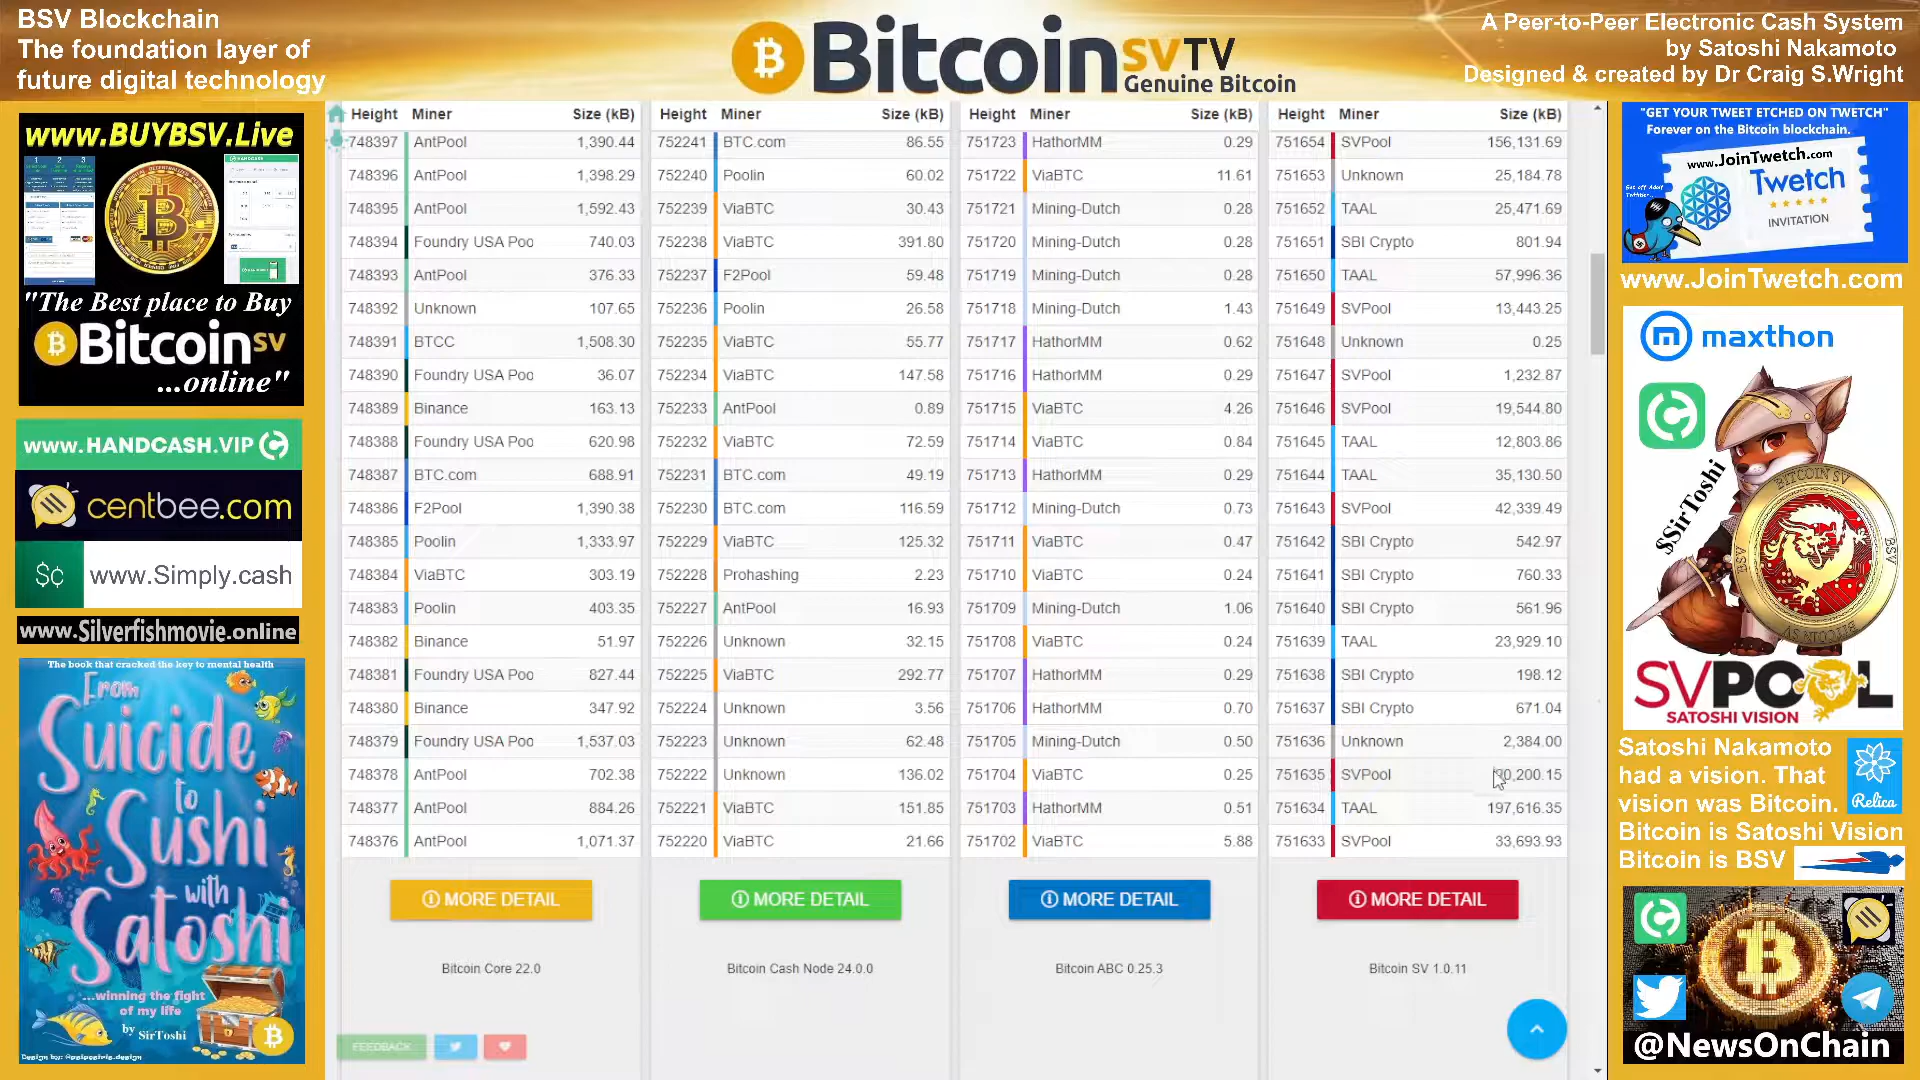 BSV Blockchain
The foundation layer of
future digital technology
Bitcoin SV TV
Genuine Bitcoin
A Peer-to-Peer Electronic Cash System
by Satoshi Nakamoto
Designed & created by Dr Craig S.Wright
www.BUYBSV.Live
"The Best place to Buy
Bitcoin SV
...online"
www.HANDCASH.VIP
centbee.com
$c www.Simply.cash
www.Silverfishmovie.online
The book that cracked the key to mental health
From
Suicide
to
Sushi
with
Satoshi
...winning the fight
of my life
by SirToshi
Height Miner Size (kB)
748397 AntPool 1,390.44
748396 AntPool 1,398.29
748395 AntPool 1,592.43
748394 Foundry USA Poo 740.03
748393 AntPool 376.33
748392 Unknown 107.65
748391 BTCC 1,508.30
748390 Foundry USA Poo 36.07
748389 Binance 163.13
748388 Foundry USA Poo 620.98
748387 BTC.com 688.91
748386 F2Pool 1,390.38
748385 Poolin 1,333.97
748384 ViaBTC 303.19
748383 Poolin 403.35
748382 Binance 51.97
748381 Foundry USA Poo 827.44
748380 Binance 347.92
748379 Foundry USA Poo 1,537.03
748378 AntPool 702.38
748377 AntPool 884.26
748376 AntPool 1,071.37
MORE DETAIL
Bitcoin Core 22.0
FEEDBACK
Height Miner Size (kB)
752241 BTC.com 86.55
752240 Poolin 60.02
752239 ViaBTC 30.43
752238 ViaBTC 391.80
752237 F2Pool 59.48
752236 Poolin 26.58
752235 ViaBTC 55.77
752234 ViaBTC 147.58
752233 AntPool 0.89
752232 ViaBTC 72.59
752231 BTC.com 49.19
752230 BTC.com 116.59
752229 ViaBTC 125.32
752228 Prohashing 2.23
752227 AntPool 16.93
752226 Unknown 32.15
752225 ViaBTC 292.77
752224 Unknown 3.56
752223 Unknown 62.48
752222 Unknown 136.02
752221 ViaBTC 151.85
752220 ViaBTC 21.66
MORE DETAIL
Bitcoin Cash Node 24.0.0
Height Miner Size (kB)
751723 HathorMM 0.29
751722 ViaBTC 11.61
751721 Mining-Dutch 0.28
751720 Mining-Dutch 0.28
751719 Mining-Dutch 0.28
751718 Mining-Dutch 1.43
751717 HathorMM 0.62
751716 HathorMM 0.29
751715 ViaBTC 4.26
751714 ViaBTC 0.84
751713 HathorMM 0.29
751712 Mining-Dutch 0.73
751711 ViaBTC 0.47
751710 ViaBTC 0.24
751709 Mining-Dutch 1.06
751708 ViaBTC 0.24
751707 HathorMM 0.29
751706 HathorMM 0.70
751705 Mining-Dutch 0.50
751704 ViaBTC 0.25
751703 HathorMM 0.51
751702 ViaBTC 5.88
MORE DETAIL
Bitcoin ABC 0.25.3
Height Miner Size (kB)
751654 SVPool 156,131.69
751653 Unknown 25,184.78
751652 TAAL 25,471.69
751651 SBI Crypto 801.94
751650 TAAL 57,996.36
751649 SVPool 13,443.25
751648 Unknown 0.25
751647 SVPool 1,232.87
751646 SVPool 19,544.80
751645 TAAL 12,803.86
751644 TAAL 35,130.50
751643 SVPool 42,339.49
751642 SBI Crypto 542.97
751641 SBI Crypto 760.33
751640 SBI Crypto 561.96
751639 TAAL 23,929.10
751638 SBI Crypto 198.12
751637 SBI Crypto 671.04
751636 Unknown 2,384.00
751635 SVPool
751634 TAAL 197,616.35
751633 SVPool 33,693.93
MORE DETAIL
Bitcoin SV 1.0.11
"GET YOUR TWEET ETCHED ON TWETCH"
Forever on the Bitcoin blockchain.
www.JoinTwetch.com
Twetch
INVITATION
www.JoinTwetch.com
maxthon
$SirToshi
BITCOIN SV
BSV
BSV
SVPOOL
SATOSHI VISION
Satoshi Nakamoto
had a vision. That
vision was Bitcoin.
Relica
Bitcoin is Satoshi Vision
Bitcoin is BSV
@NewsOnChain